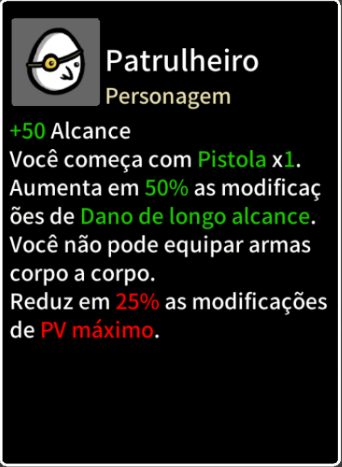 Patrulheiro
Personagem
+50 Alcance
Você começa com Pistola x1.
Aumenta em 50% as modificaç
ões de Dano de longo alcance.
Você não pode equipar armas
corpo a corpo.
Reduz em 25% as modificações
de PV máximo.